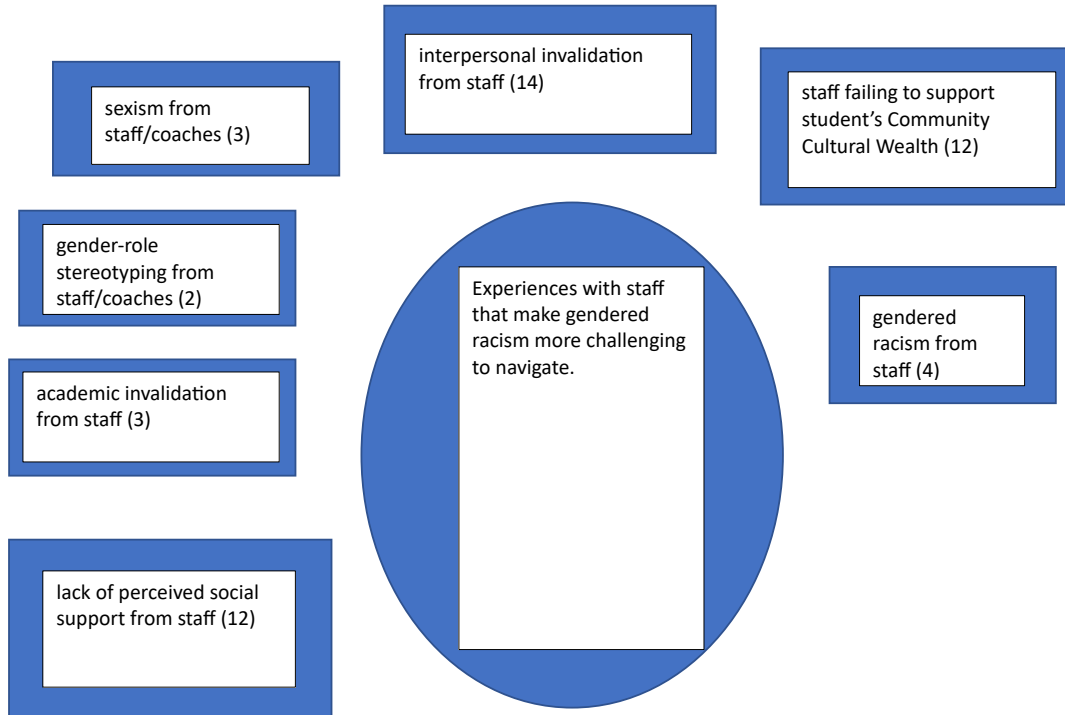 interpersonal invalidation
from staff (14)
sexism from
staff/coaches (3)
staff failing to support
student’s Community
Cultural Wealth (12)
gender-role
stereotyping from
staff/coaches (2)
Experiences with staff
that make gendered
racism more challenging
to navigate.
gendered
racism from
staff (4)
academic invalidation
from staff (3)
lack of perceived social
support from staff (12)